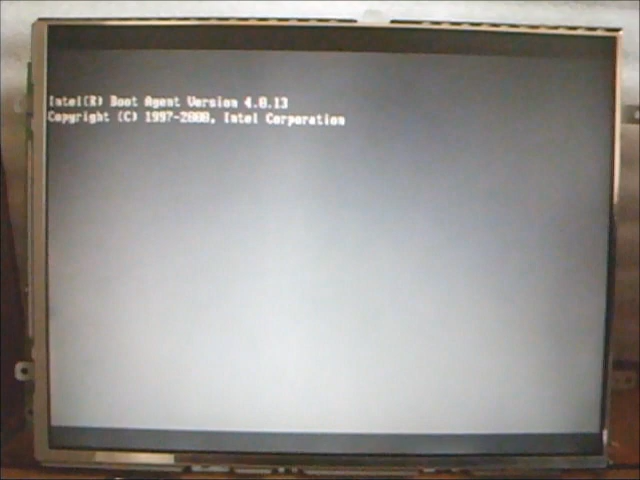 Intel(R) Boot Agent Version 4.0.13
Copyright (C) 1997-2000, Intel Corporation